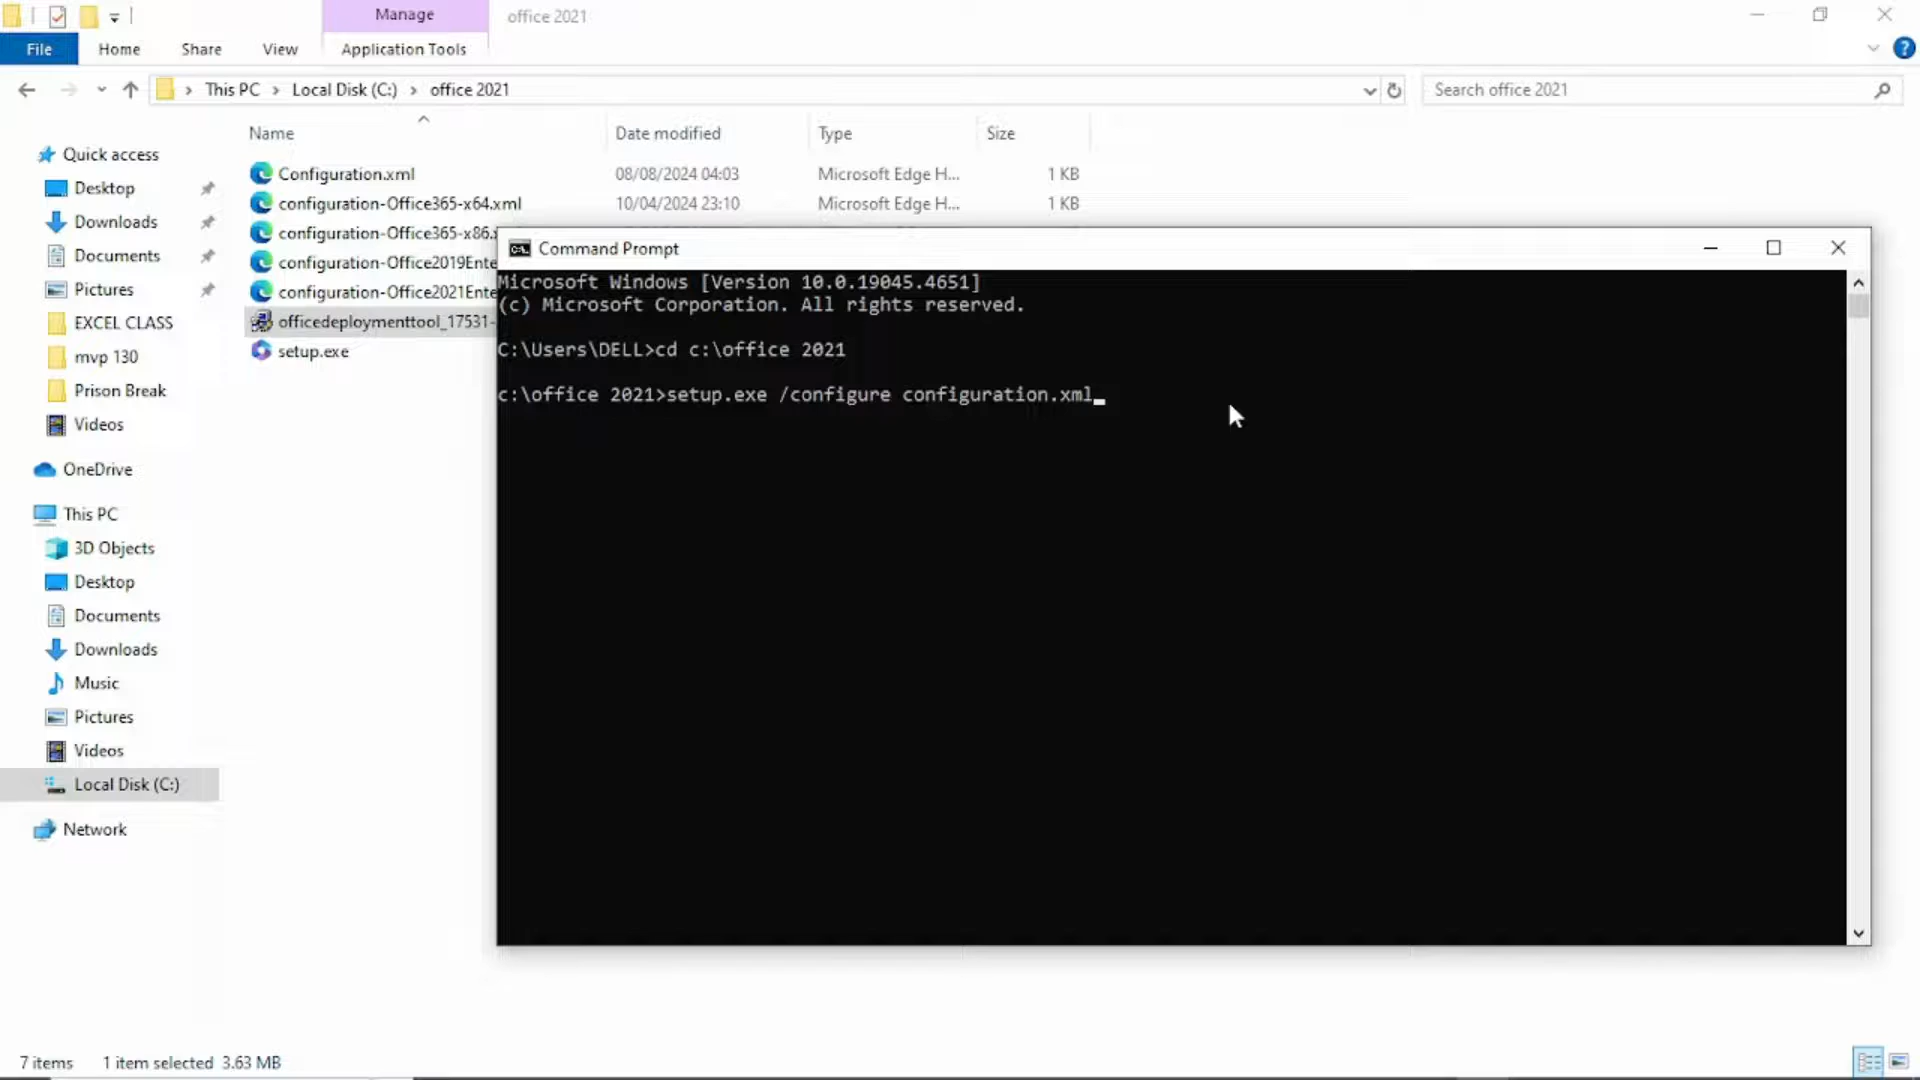 Manage
office 2021
File
Home
Share
View
Application Tools
This PC
Local Disk (C:)
office 2021
Search office 2021
Name
Date modified
Type
Size
Quick access
Desktop
Downloads
Documents
Pictures
EXCEL CLASS
mvp 130
Prison Break
Videos
OneDrive
This PC
3D Objects
Desktop
Documents
Downloads
Music
Pictures
Videos
Local Disk (C:)
Network
Configuration.xml 08/08/2024 04:03 Microsoft Edge H... 1 KB
configuration-Office365-x64.xml 10/04/2024 23:10 Microsoft Edge H... 1 KB
configuration-Office365-x86.
configuration-Office2019Ente
configuration-Office2021Ente
officedeploymenttool_17531-
setup.exe
Command Prompt
Microsoft Windows [Version 10.0.19045.4651]
(c) Microsoft Corporation. All rights reserved.
C:\Users\DELL>cd c:\office 2021
c:\office 2021>setup.exe /configure configuration.xml
7 items 1 item selected 3.63 MB